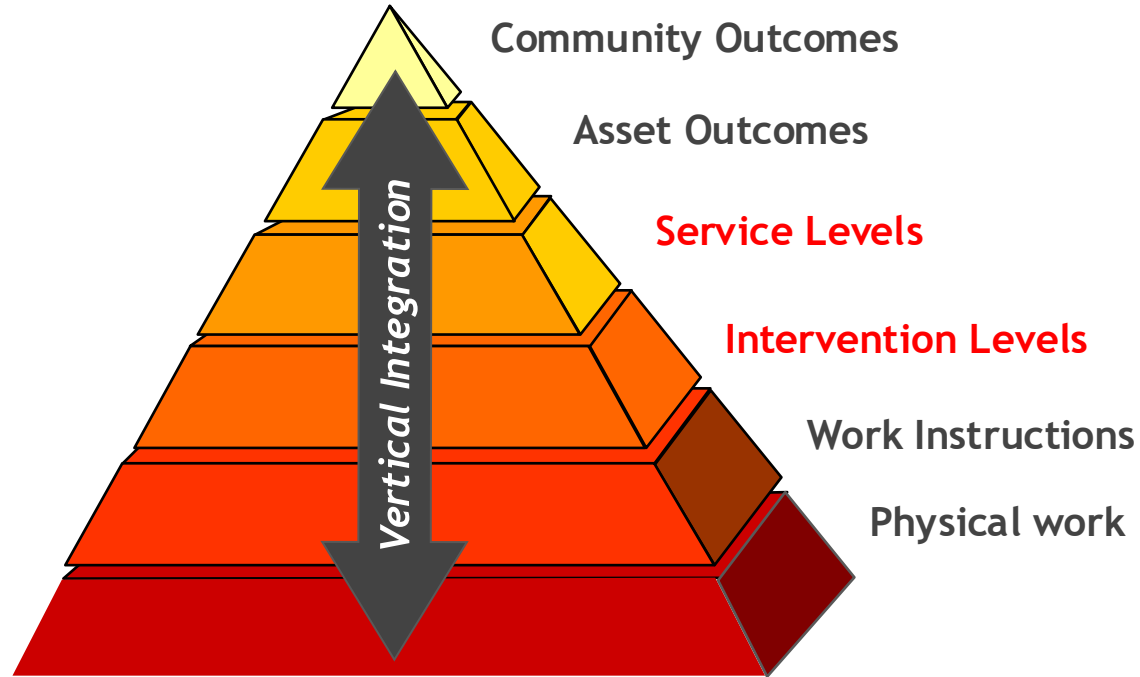 Community Outcomes
Asset Outcomes
Service Levels
Intervention Levels
Work Instructions
Physical work
Vertical Integration